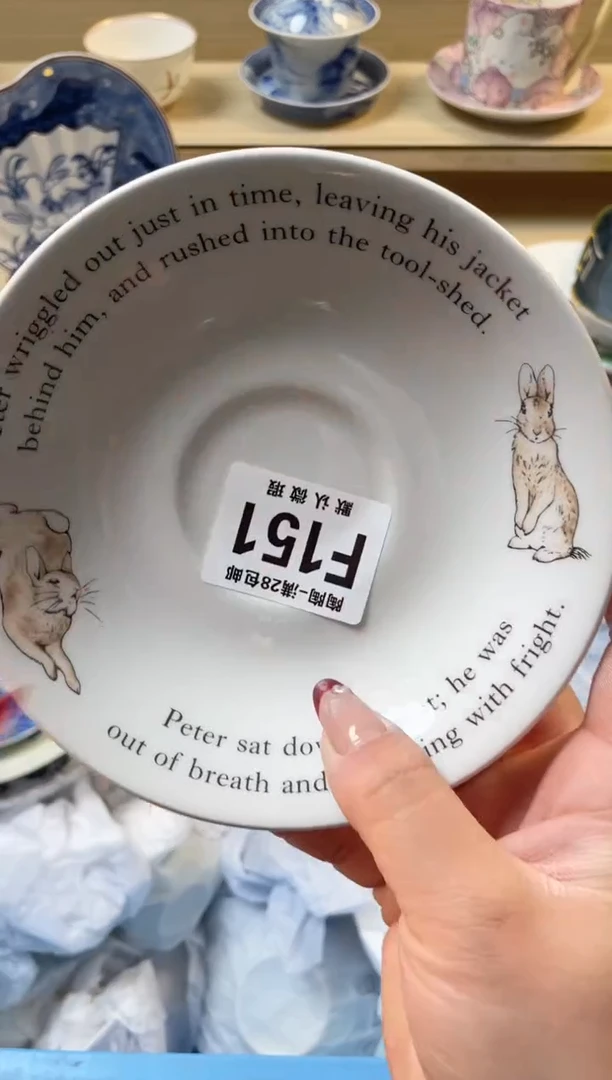 wriggled out just in time, leaving his jacket
behind him, and rushed into the tool-shed.
陶陶-满28包邮
F151
默认微瑕
Peter sat t; he was
out of breath and with fright.